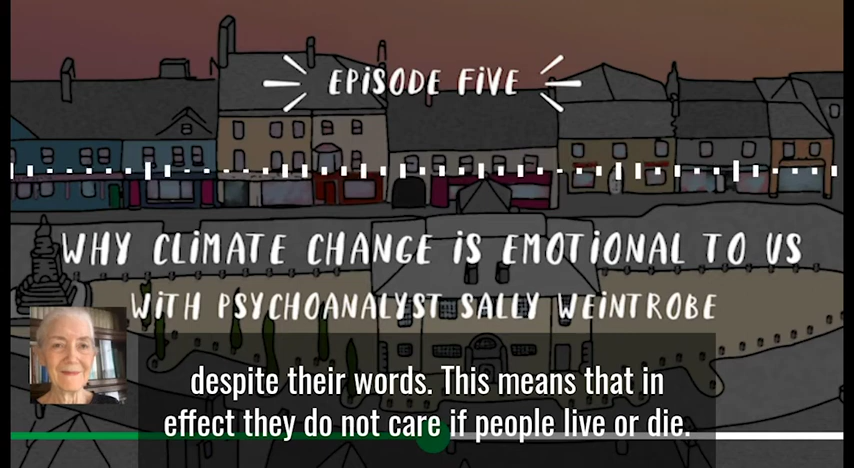 EPISODE FIVE
WHY CLIMATE CHANGE IS EMOTIONAL TO US
WITH PSYCHOANALYST SALLY WEINTROBE
despite their words. This means that in
effect they do not care if people live or die.